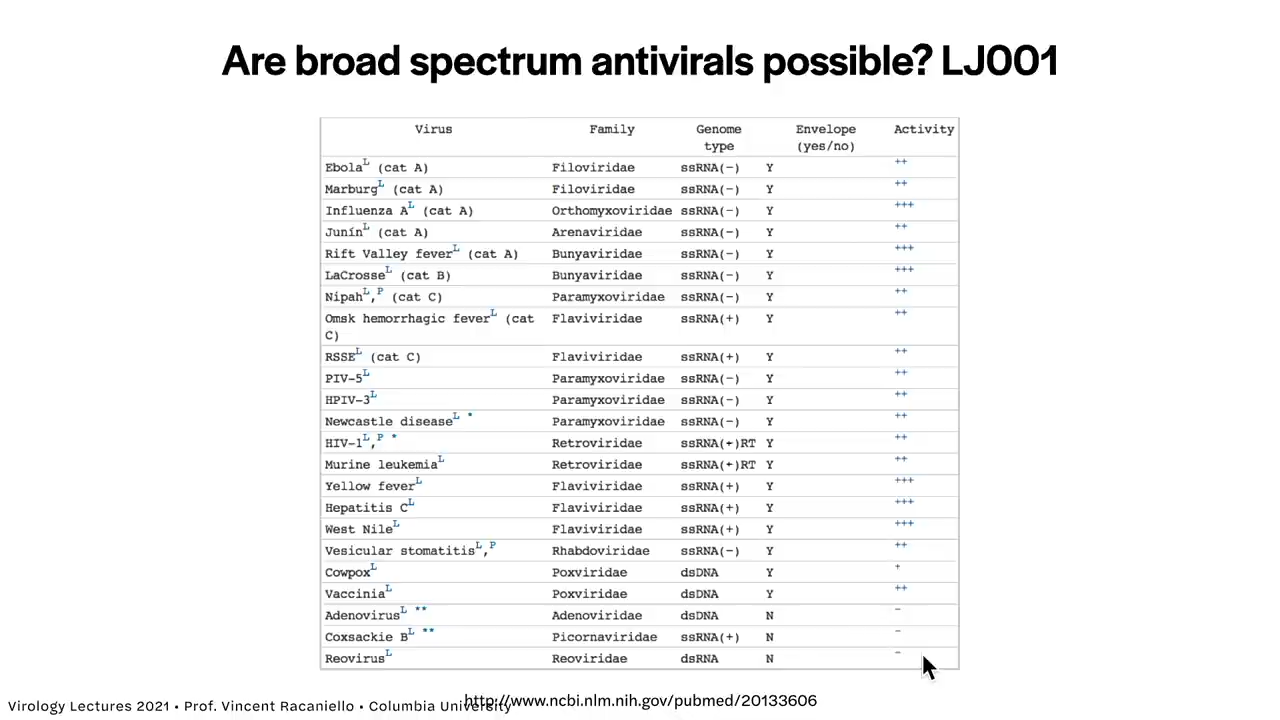 Are broad spectrum antivirals possible? LJ001
Virus Family Genome type Envelope (yes/no) Activity
Ebola^L (cat A) Filoviridae ssRNA(-) Y ++
Marburg^L (cat A) Filoviridae ssRNA(-) Y ++
Influenza A^L (cat A) Orthomyxoviridae ssRNA(-) Y +++
Junín^L (cat A) Arenaviridae ssRNA(-) Y ++
Rift Valley fever^L (cat A) Bunyaviridae ssRNA(-) Y +++
LaCrosse^L (cat B) Bunyaviridae ssRNA(-) Y +++
Nipah^L,^P (cat C) Paramyxoviridae ssRNA(-) Y ++
Omsk hemorrhagic fever^L (cat C) Flaviviridae ssRNA(+) Y ++
RSSE^L (cat C) Flaviviridae ssRNA(+) Y ++
PIV-5^L Paramyxoviridae ssRNA(-) Y ++
HPIV-3^L Paramyxoviridae ssRNA(-) Y ++
Newcastle disease^L * Paramyxoviridae ssRNA(-) Y ++
HIV-1^L,^P * Retroviridae ssRNA(+)RT Y ++
Murine leukemia^L Retroviridae ssRNA(+)RT Y ++
Yellow fever^L Flaviviridae ssRNA(+) Y +++
Hepatitis C^L Flaviviridae ssRNA(+) Y +++
West Nile^L Flaviviridae ssRNA(+) Y +++
Vesicular stomatitis^L,^P Rhabdoviridae ssRNA(-) Y ++
Cowpox^L Poxviridae dsDNA Y +
Vaccinia^L Poxviridae dsDNA Y ++
Adenovirus^L ** Adenoviridae dsDNA N -
Coxsackie B^L ** Picornaviridae ssRNA(+) N -
Reovirus^L Reoviridae dsRNA N -
http://www.ncbi.nlm.nih.gov/pubmed/20133606
Virology Lectures 2021 • Prof. Vincent Racaniello • Columbia University